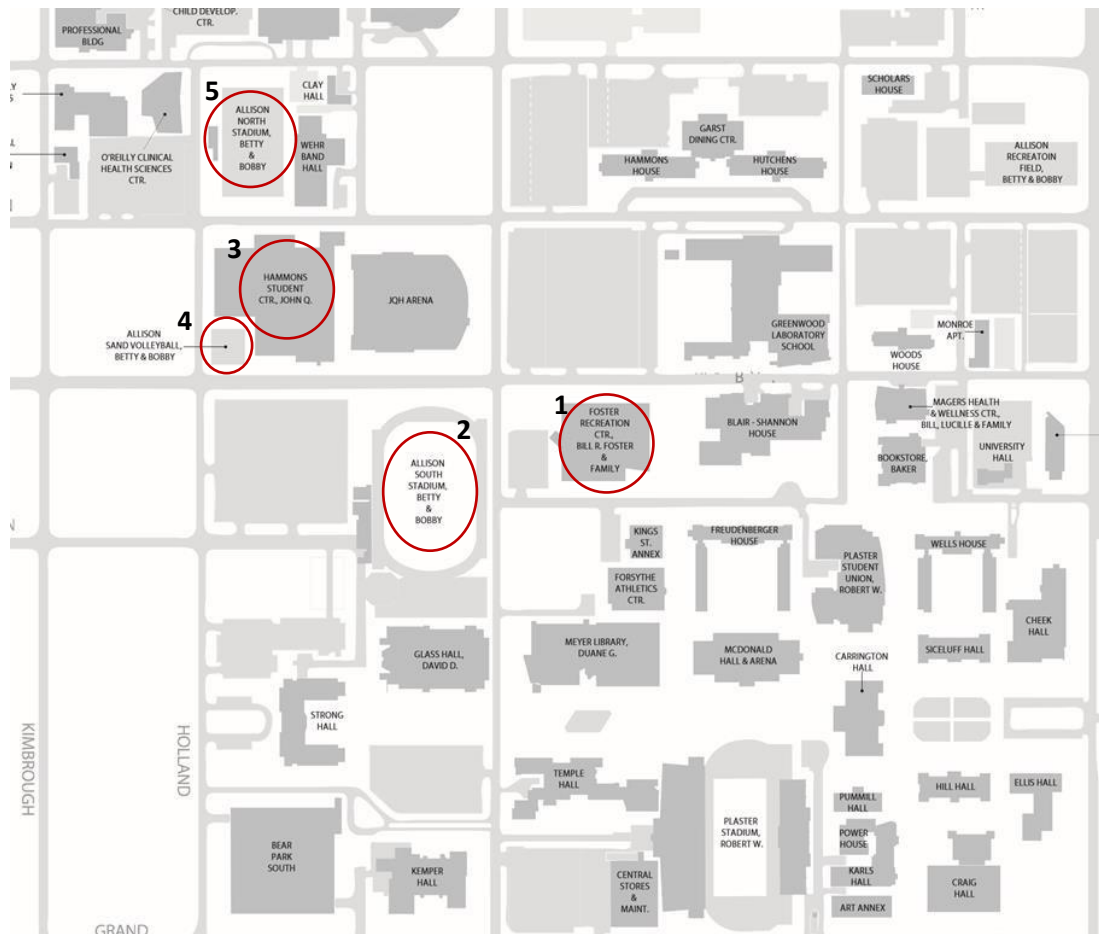 CHILD DEVELOP.
CTR.
PROFESSIONAL
BLDG
5
ALLISON
NORTH
STADIUM,
BETTY
&
BOBBY
CLAY
HALL
WEHR
BAND
HALL
O'REILLY CLINICAL
HEALTH SCIENCES
CTR.
SCHOLARS
HOUSE
GARST
DINING CTR.
HAMMONS
HOUSE
HUTCHENS
HOUSE
ALLISON
RECREATOIN
FIELD,
BETTY & BOBBY
3
HAMMONS
STUDENT
CTR., JOHN Q.
JQH ARENA
4
ALLISON
SAND VOLLEYBALL,
BETTY & BOBBY
GREENWOOD
LABORATORY
SCHOOL
MONROE
APT.
WOODS
HOUSE
1
FOSTER
RECREATION
CTR.,
BILL R. FOSTER
&
FAMILY
BLAIR - SHANNON
HOUSE
MAGERS HEALTH
& WELLNESS CTR.,
BILL, LUCILLE & FAMILY
UNIVERSITY
HALL
BOOKSTORE,
BAKER
2
ALLISON
SOUTH
STADIUM,
BETTY
&
BOBBY
KINGS
ST.
ANNEX
FREUDENBERGER
HOUSE
PLASTER
STUDENT
UNION,
ROBERT W.
WELLS HOUSE
FORSYTHE
ATHLETICS
CTR.
CHEEK
HALL
GLASS HALL,
DAVID D.
MEYER LIBRARY,
DUANE G.
MCDONALD
HALL & ARENA
CARRINGTON
HALL
SICELUFF HALL
STRONG
HALL
KIMBROUGH
HOLLAND
TEMPLE
HALL
PLASTER
STADIUM,
ROBERT W.
PUMMILL
HALL
HILL HALL
ELLIS HALL
POWER
HOUSE
BEAR
PARK
SOUTH
KEMPER
HALL
CENTRAL
STORES
&
MAINT.
KARLS
HALL
CRAIG
HALL
ART ANNEX
GRAND